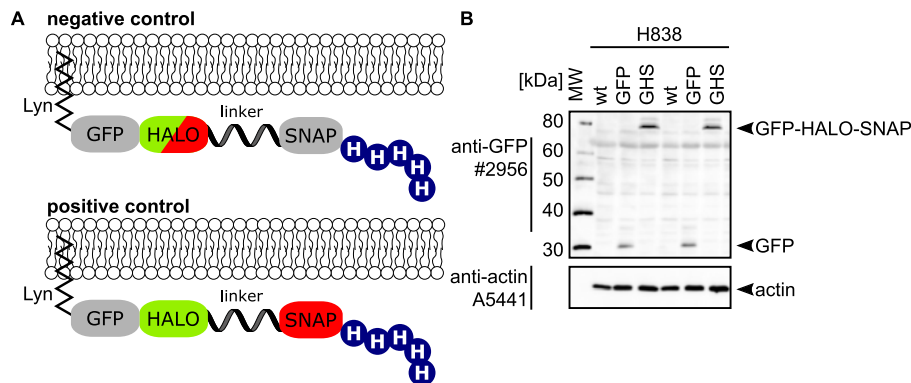 A
negative control
Lyn
GFP HALO linker SNAP
H H H H H
positive control
Lyn
GFP HALO linker SNAP
H H H H H
B
H838
[kDa] MW wt GFP GHS wt GFP GHS
80
60
50
40
30
anti-GFP
#2956
GFP-HALO-SNAP
GFP
anti-actin
A5441
actin